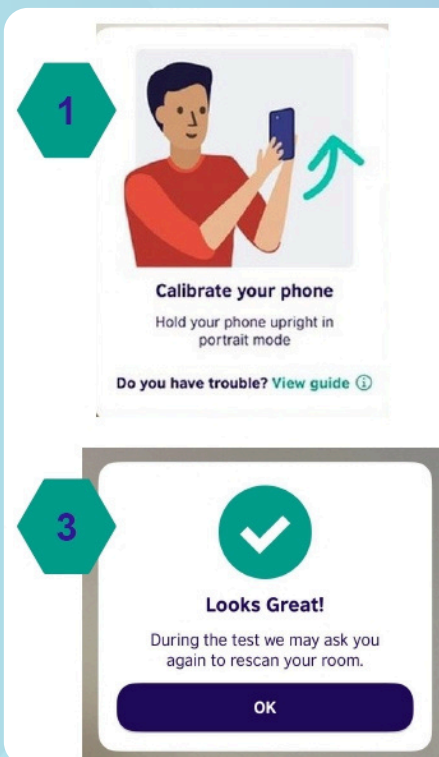 1
Calibrate your phone
Hold your phone upright in
portrait mode
Do you have trouble? View guide ⓘ
3
Looks Great!
During the test we may ask you
again to rescan your room.
OK